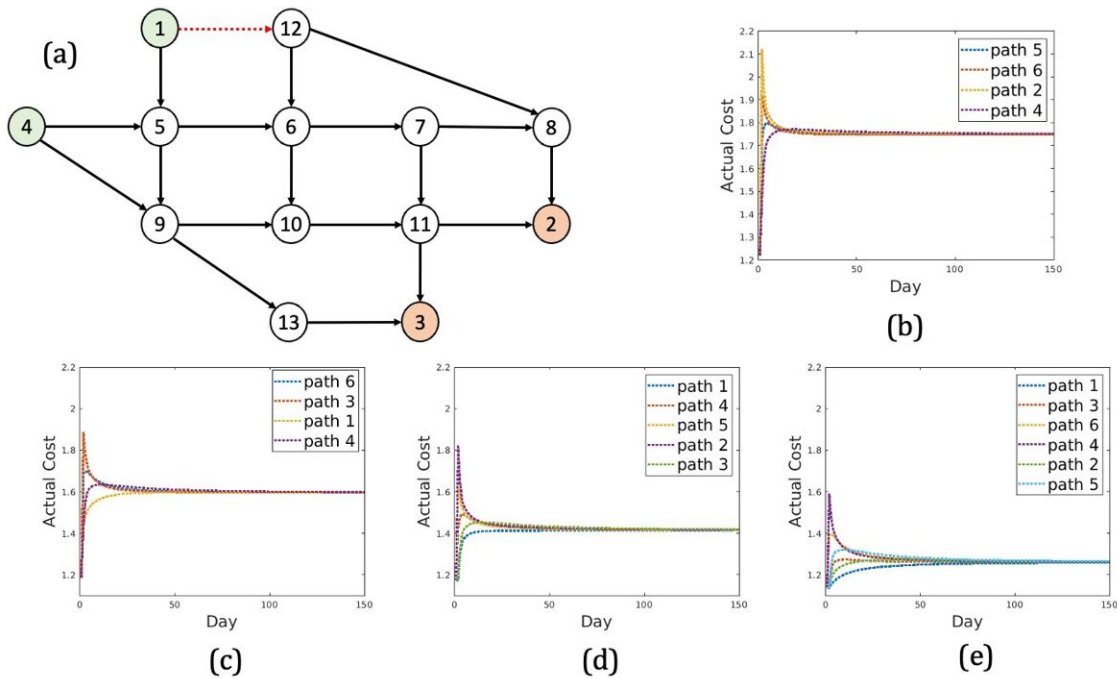 (a)
1
12
4
5
6
7
8
9
10
11
2
13
3
2.2
2.1
2
1.9
1.8
1.7
1.6
1.5
1.4
1.3
1.2
0
50
100
150
Actual Cost
Day
path 5
path 6
path 2
path 4
(b)
2.2
2
1.8
1.6
1.4
1.2
0
50
100
150
Actual Cost
Day
path 6
path 3
path 1
path 4
(c)
2.2
2
1.8
1.6
1.4
1.2
0
50
100
150
Actual Cost
Day
path 1
path 4
path 5
path 2
path 3
(d)
2.2
2
1.8
1.6
1.4
1.2
0
50
100
150
Actual Cost
Day
path 1
path 3
path 6
path 4
path 2
path 5
(e)